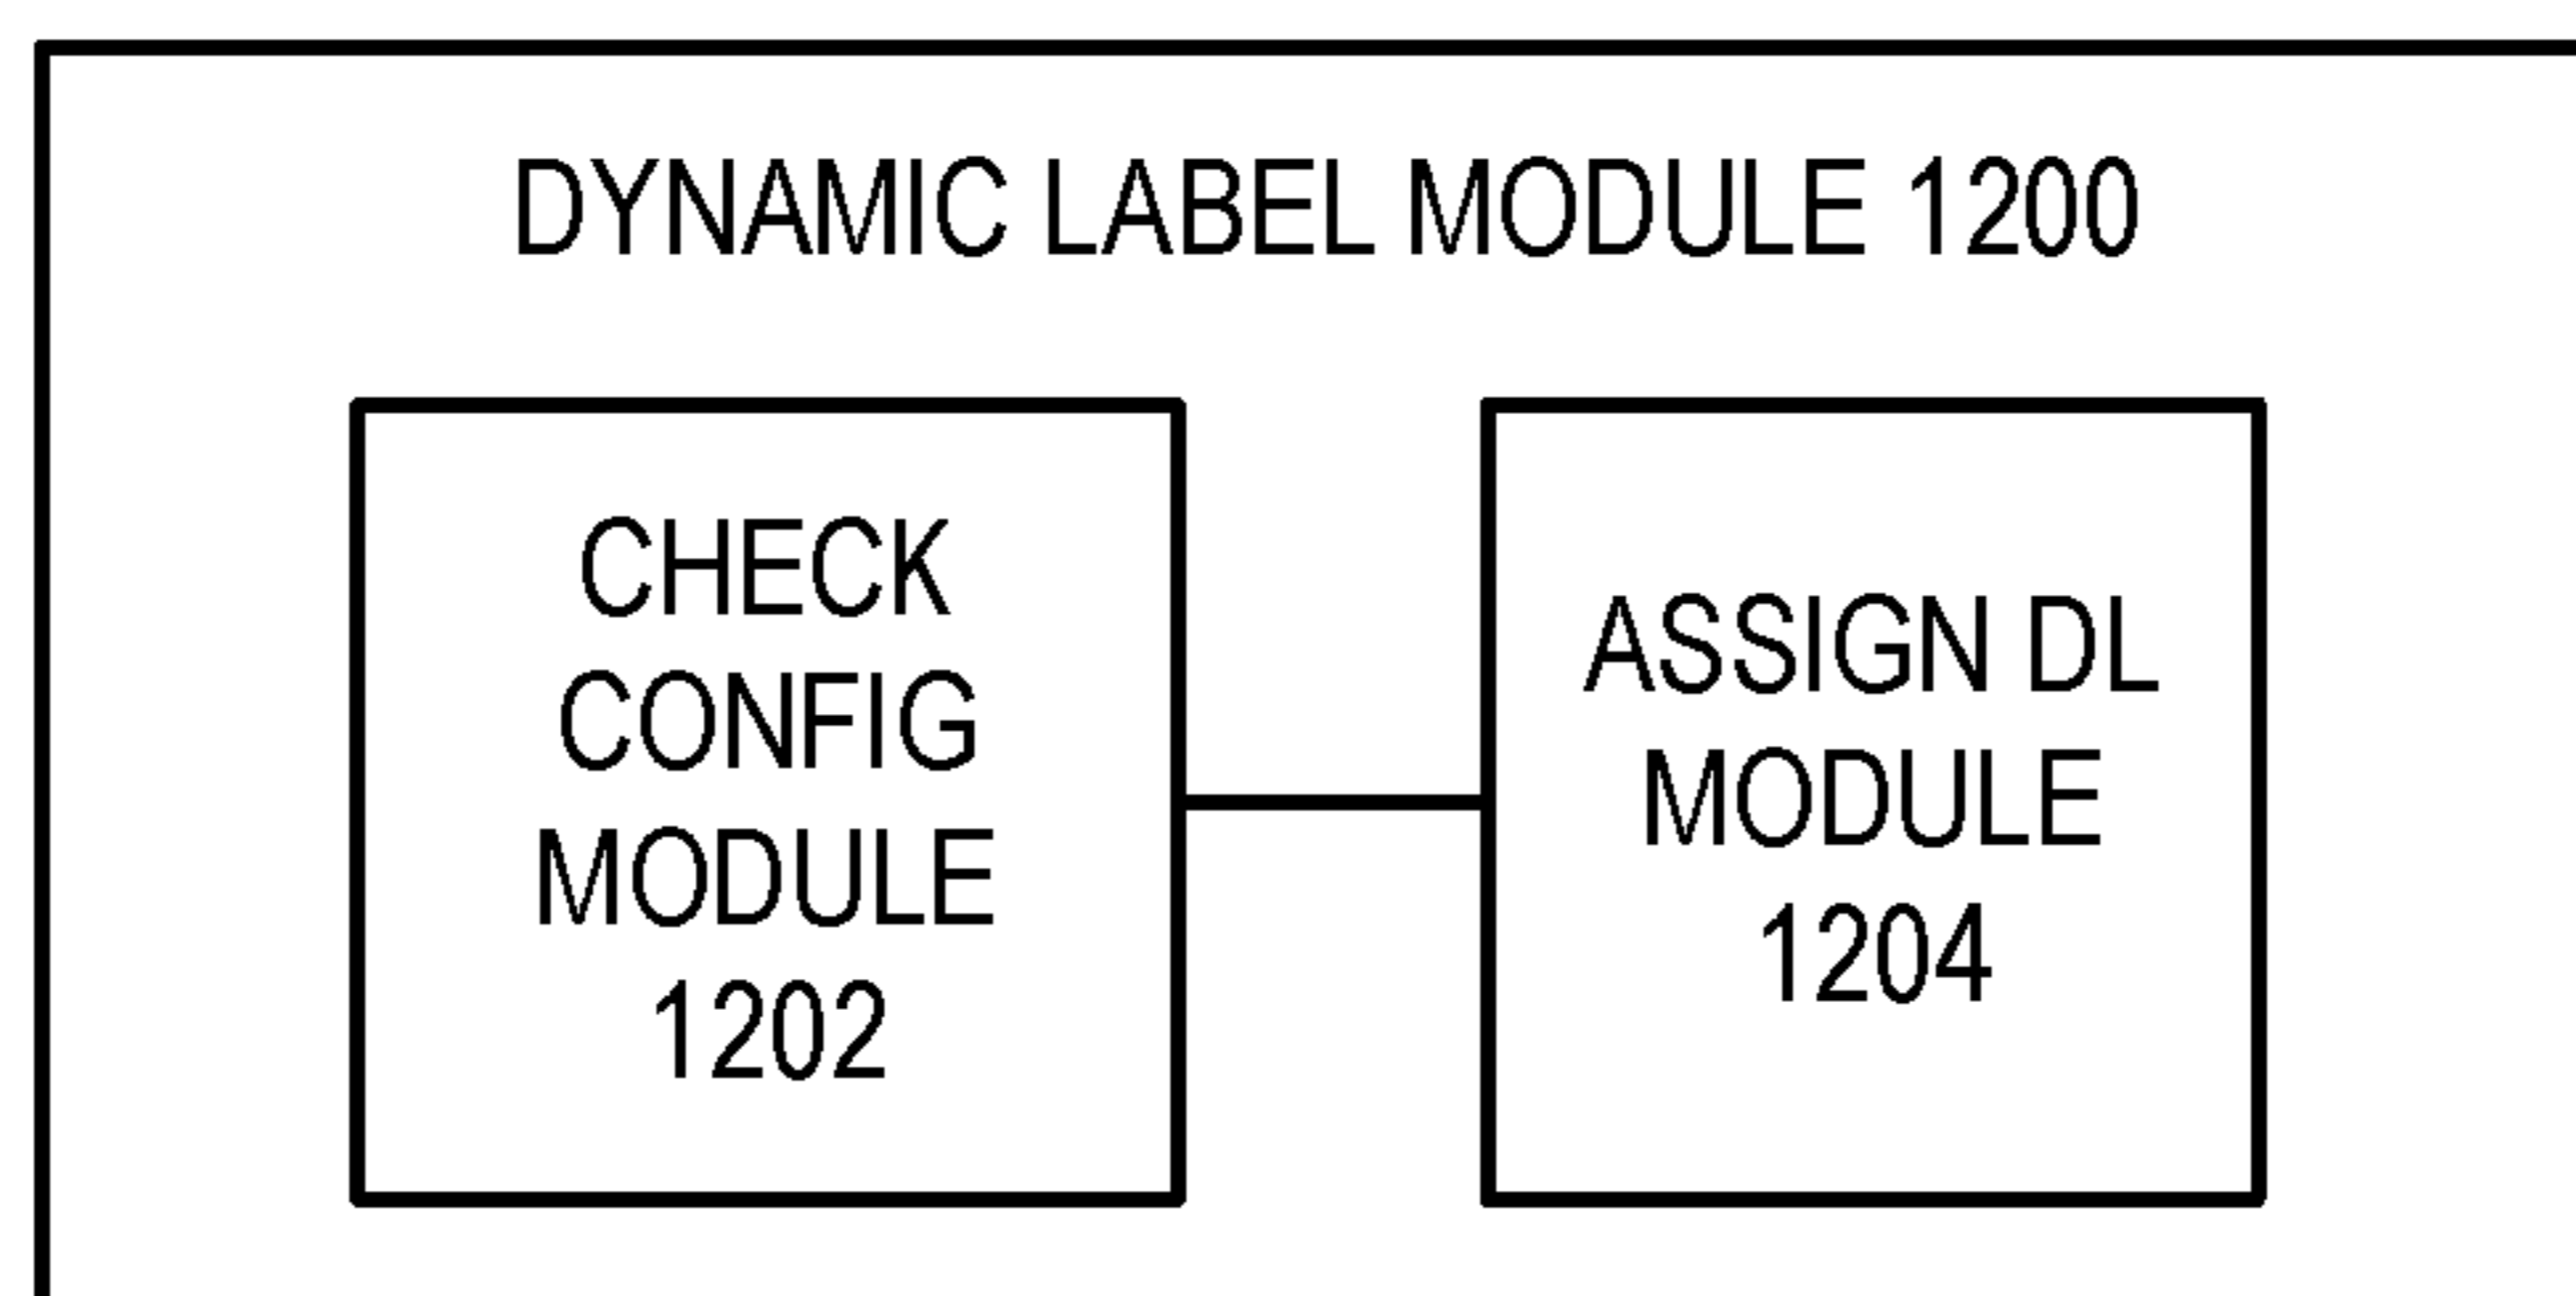 DYNAMIC LABEL MODULE 1200
CHECK
CONFIG
MODULE
1202
ASSIGN DL
MODULE
1204